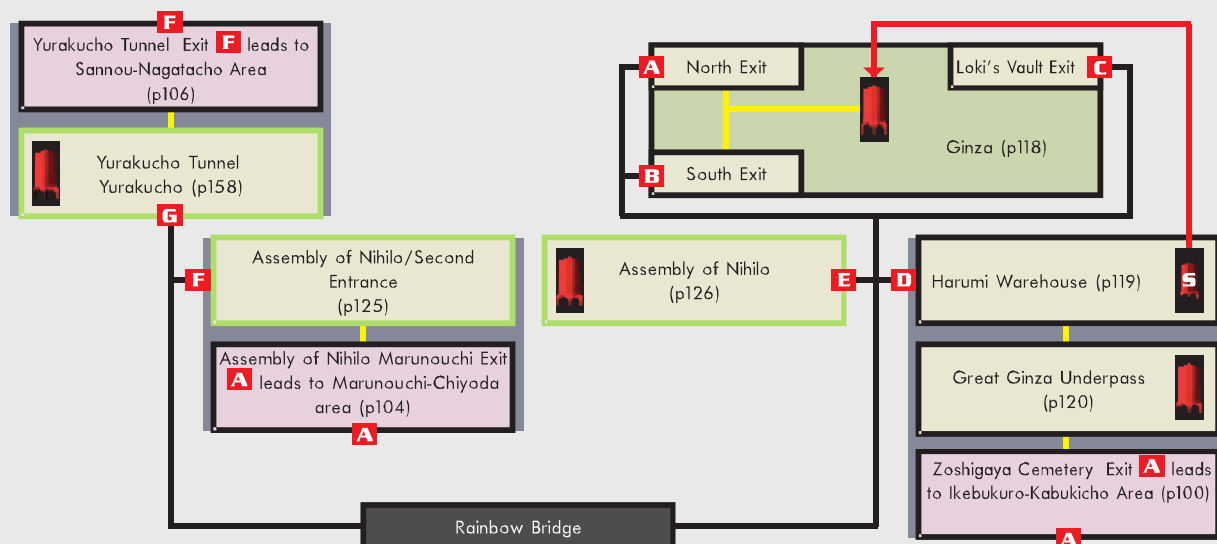 F
Yurakucho Tunnel Exit F leads to
Sannou-Nagatacho Area
(p106)
Yurakucho Tunnel
Yurakucho (p158)
G
F
Assembly of Nihilo/Second
Entrance
(p125)
Assembly of Nihilo Marunouchi Exit
A leads to Marunouchi-Chiyoda
area (p104)
A
Rainbow Bridge
A North Exit
Loki's Vault Exit C
Ginza (p118)
B South Exit
Assembly of Nihilo
(p126)
E
D Harumi Warehouse (p119) S
Great Ginza Underpass
(p120)
Zoshigaya Cemetery Exit A leads
to Ikebukuro-Kabukicho Area (p100)
A